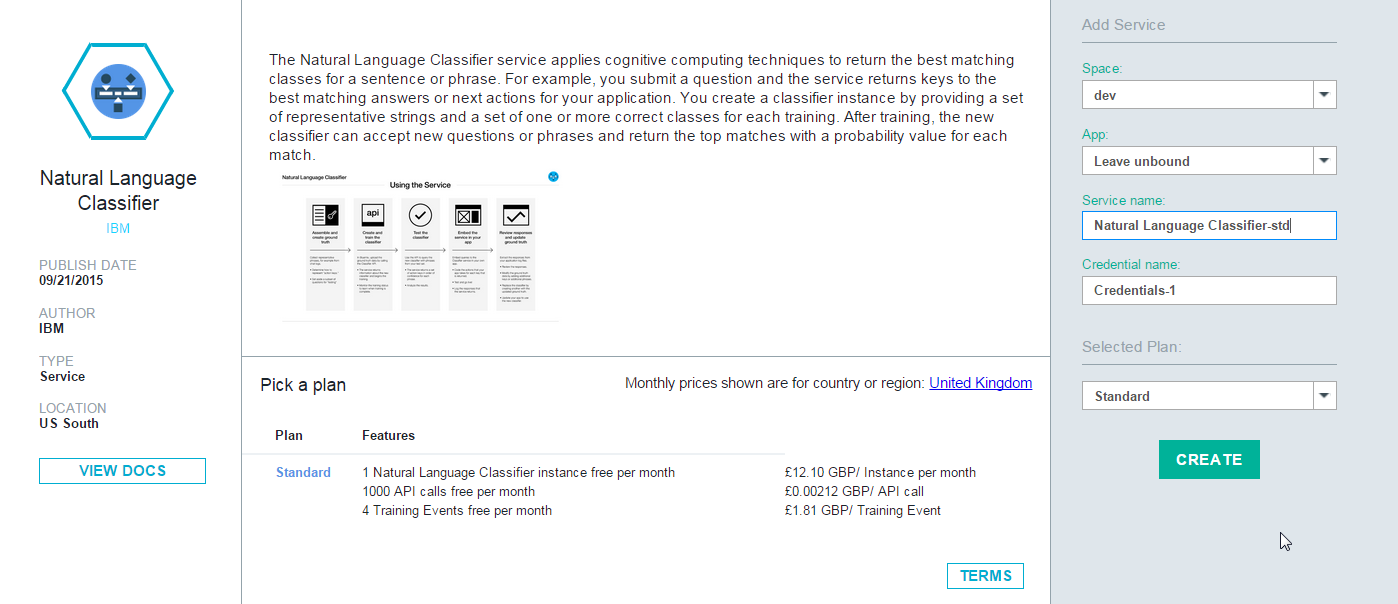 Natural Language
Classifier
IBM
PUBLISH DATE
09/21/2015
AUTHOR
IBM
TYPE
Service
LOCATION
US South
VIEW DOCS
The Natural Language Classifier service applies cognitive computing techniques to return the best matching
classes for a sentence or phrase. For example, you submit a question and the service returns keys to the
best matching answers or next actions for your application. You create a classifier instance by providing a set
of representative strings and a set of one or more correct classes for each training. After training, the new
classifier can accept new questions or phrases and return the top matches with a probability value for each
match.
Natural Language Classifier
Using the Service
api
Assemble and
create ground
truth
Create and
train the
classifier
Test the
classifier
Embed the
service in your
app
Review responses
and update
ground truth
Pick a plan
Monthly prices shown are for country or region: United Kingdom
Plan Features
Standard 1 Natural Language Classifier instance free per month £12.10 GBP/ Instance per month
1000 API calls free per month £0.00212 GBP/ API call
4 Training Events free per month £1.81 GBP/ Training Event
TERMS
Add Service
Space:
dev
App:
Leave unbound
Service name:
Natural Language Classifier-std
Credential name:
Credentials-1
Selected Plan:
Standard
CREATE